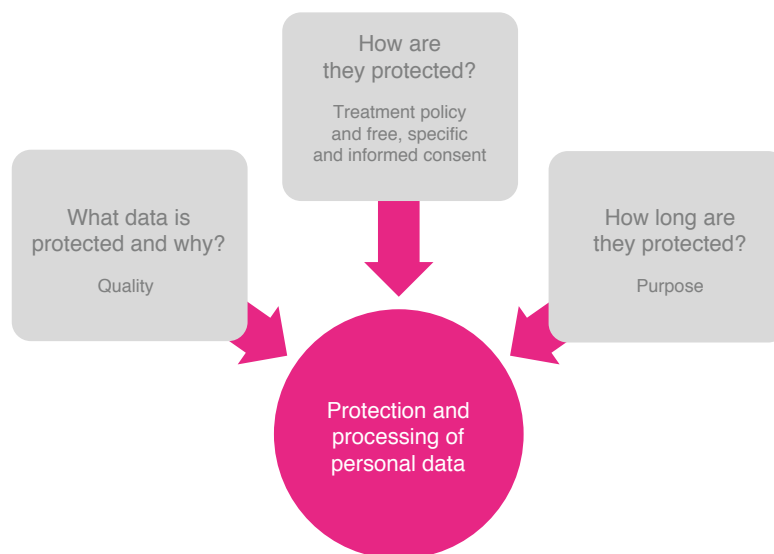 How are
they protected?
Treatment policy
and free, specific
and informed consent
What data is
protected and why?
Quality
How long are
they protected?
Purpose
Protection and
processing of
personal data